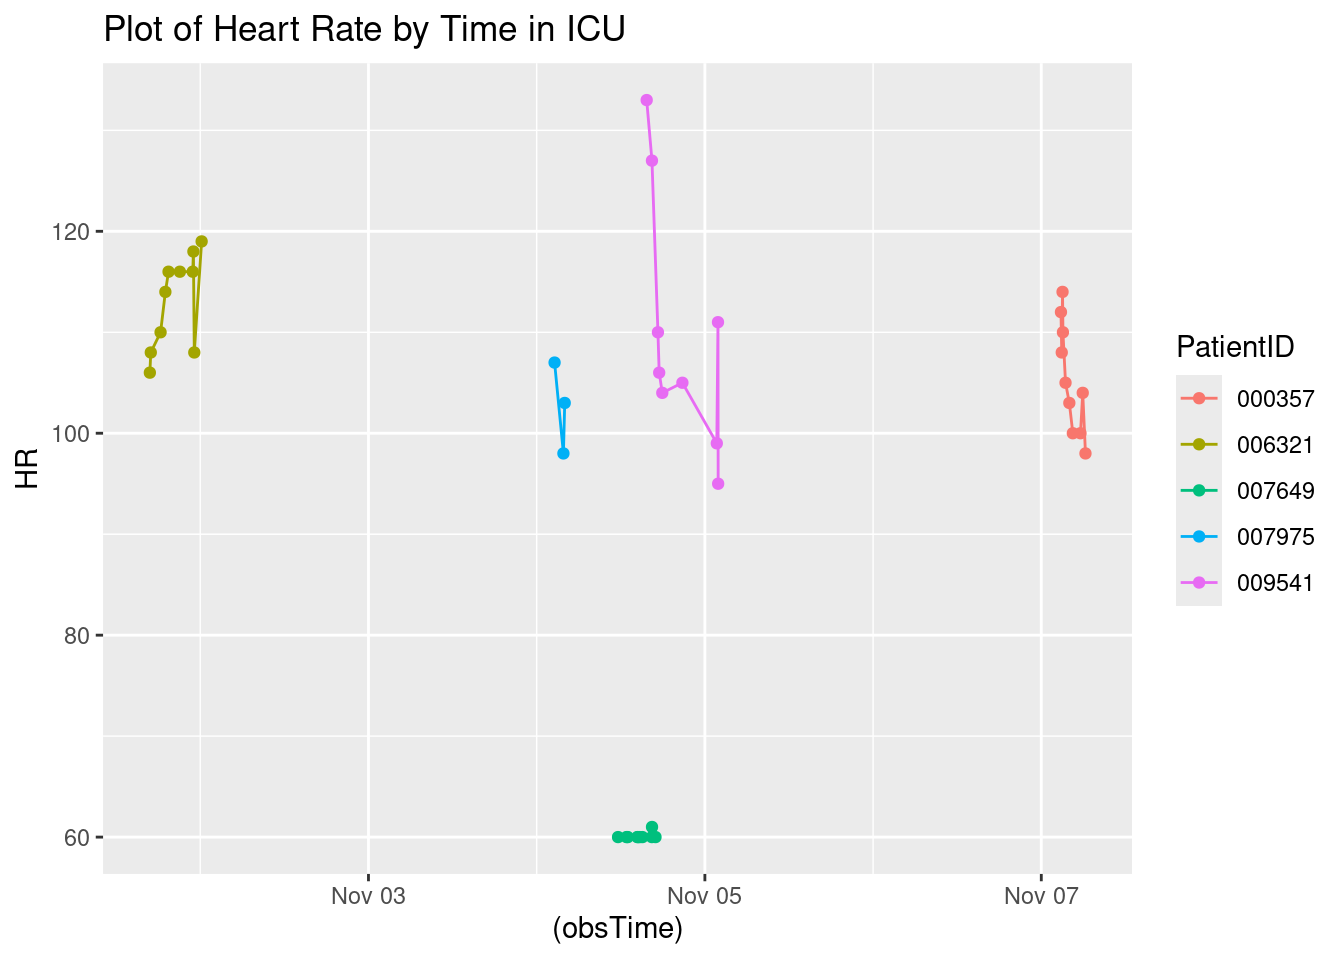 Plot of Heart Rate by Time in ICU
120
100
80
60
HR
Nov 03
Nov 05
Nov 07
(obsTime)
PatientID
000357
006321
007649
007975
009541